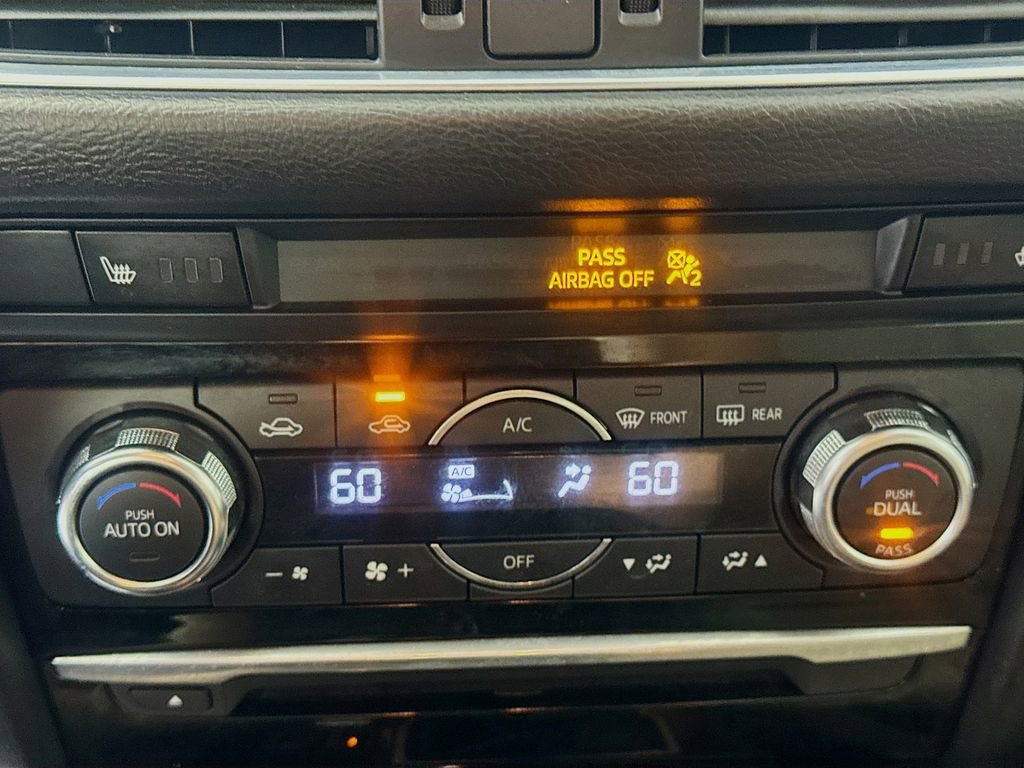 PASS
AIRBAG OFF 2
A/C
FRONT
REAR
60
A/C
60
PUSH
AUTO ON
PUSH
DUAL
PASS
- 
+
OFF